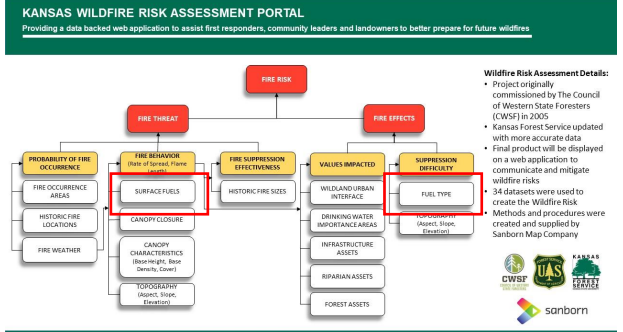 KANSAS WILDFIRE RISK ASSESSMENT PORTAL
Providing a data backed web application to assist first responders, community leaders and landowners to better prepare for future wildfires
FIRE RISK
FIRE THREAT
FIRE EFFECTS
PROBABILITY OF FIRE
OCCURRENCE
FIRE OCCURRENCE
AREAS
HISTORIC FIRE
LOCATIONS
FIRE WEATHER
FIRE BEHAVIOR
(Rate of Spread, Flame
Length)
SURFACE FUELS
CANOPY CLOSURE
CANOPY
CHARACTERISTICS
(Base Height, Base
Density, Cover)
TOPOGRAPHY
(Aspect, Slope,
Elevation)
FIRE SUPPRESSION
EFFECTIVENESS
HISTORIC FIRE SIZES
VALUES IMPACTED
WILDLAND URBAN
INTERFACE
DRINKING WATER
IMPORTANCE AREAS
INFRASTRUCTURE
ASSETS
RIPARIAN ASSETS
FOREST ASSETS
SUPPRESSION
DIFFICULTY
FUEL TYPE
TOPOGRAPHY
(Aspect, Slope,
Elevation)
Wildfire Risk Assessment Details:
• Project originally
commissioned by The Council
of Western State Foresters
(CWSF) in 2005
• Kansas Forest Service updated
with more accurate data
• Final product will be displayed
on a web application to
communicate and mitigate
wildfire risks
• 34 datasets were used to
create the Wildfire Risk
• Methods and procedures were
created and supplied by
Sanborn Map Company
CWSF
FOREST SERVICE
UAS
KANSAS
FOREST
SERVICE
sanborn